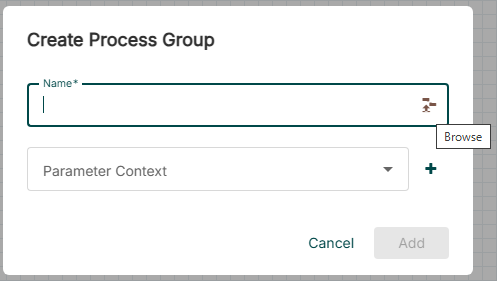 Create Process Group
Name*
Browse
Parameter Context
Cancel
Add